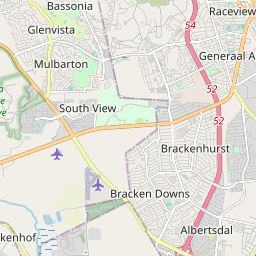 Bassonia
Raceview
54
Glenvista
Generaal A
Mulbarton
52
South View
52
Brackenhurst
Bracken Downs
Albertsdal
kenhof